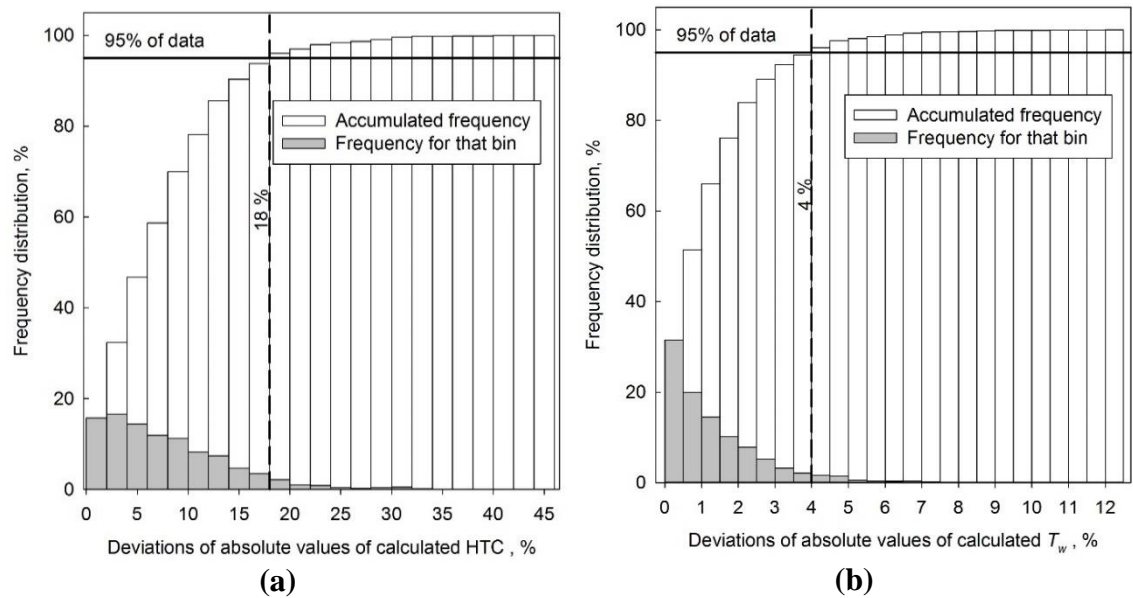 100
95% of data
80
60
40
20
0
Frequency distribution, %
Accumulated frequency
Frequency for that bin
18 %
0 5 10 15 20 25 30 35 40 45
Deviations of absolute values of calculated HTC , %
(a)
100
95% of data
80
60
40
20
0
Frequency distribution, %
Accumulated frequency
Frequency for that bin
4 %
0 1 2 3 4 5 6 7 8 9 10 11 12
Deviations of absolute values of calculated T_w , %
(b)